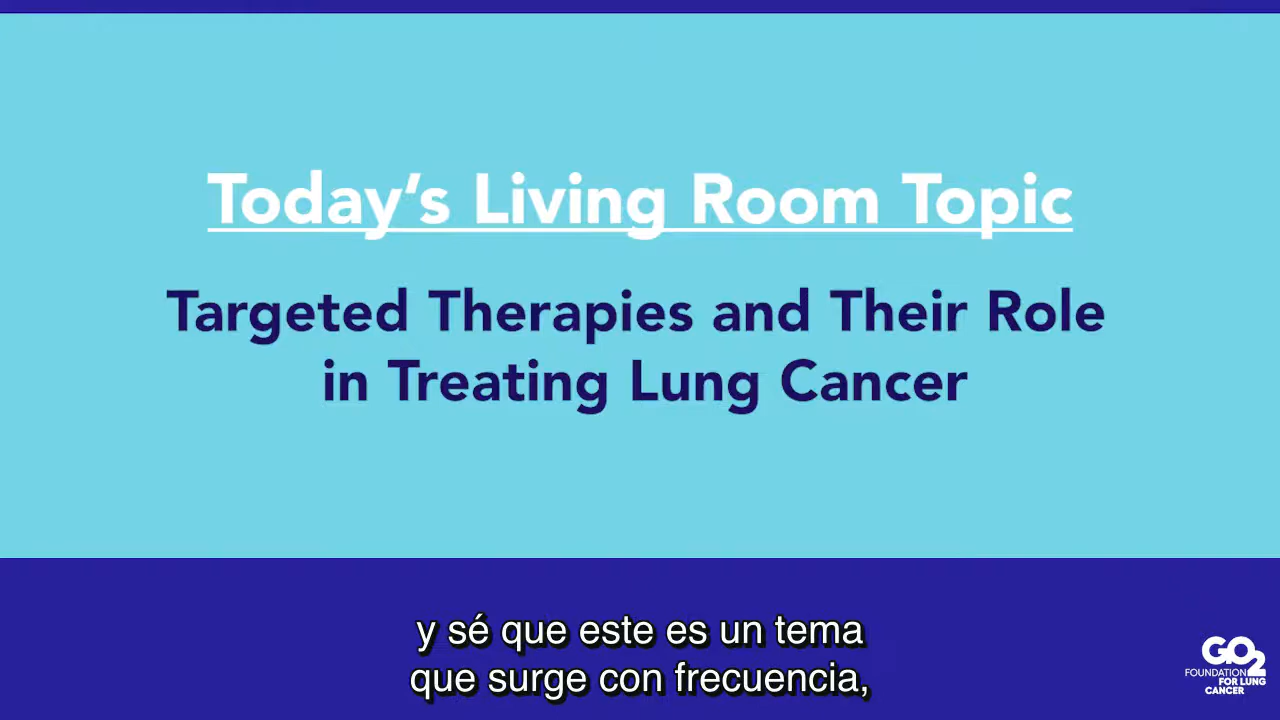 Today's Living Room Topic
Targeted Therapies and Their Role
in Treating Lung Cancer
y sé que este es un tema
que surge con frecuencia,
GO2
FOUNDATION
FOR LUNG
CANCER